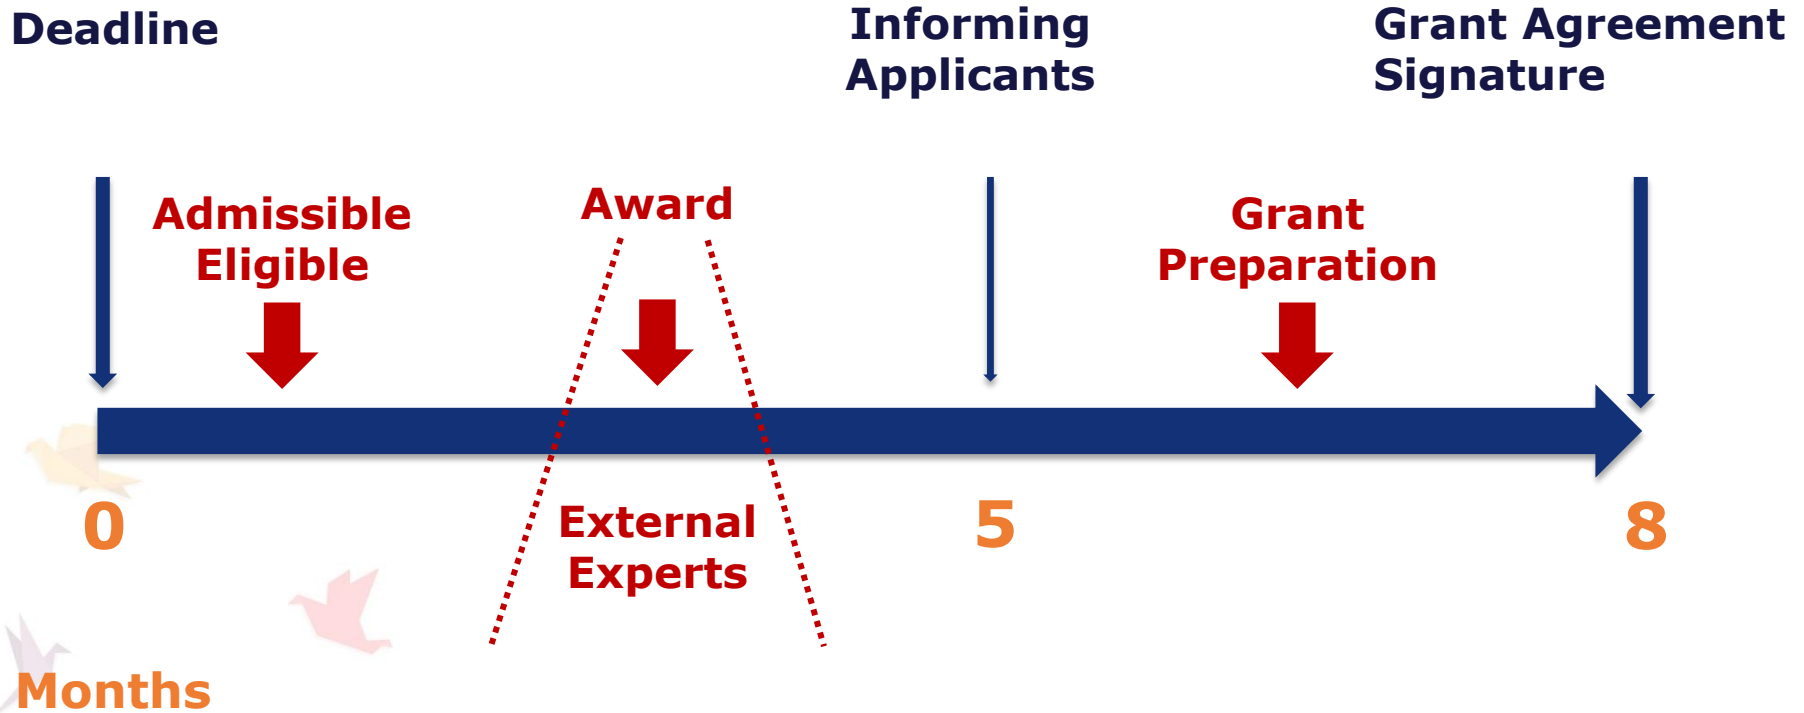 Deadline
Informing
Applicants
Grant Agreement
Signature
Admissible
Eligible
Award
Grant
Preparation
0
External
Experts
5
8
Months